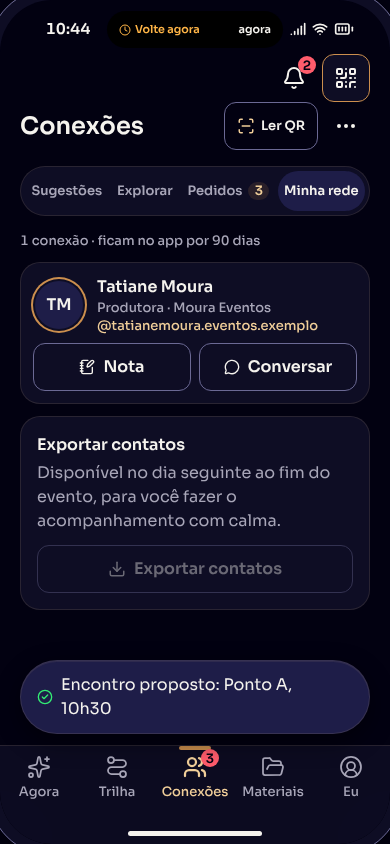 10:44
Volte agora
agora
2
Conexões
Ler QR
Sugestões
Explorar
Pedidos 3
Minha rede
1 conexão · ficam no app por 90 dias
TM
Tatiane Moura
Produtora · Moura Eventos
@tatianemoura.eventos.exemplo
Nota
Conversar
Exportar contatos
Disponível no dia seguinte ao fim do
evento, para você fazer o
acompanhamento com calma.
Exportar contatos
Encontro proposto: Ponto A,
10h30
3
Agora
Trilha
Conexões
Materiais
Eu